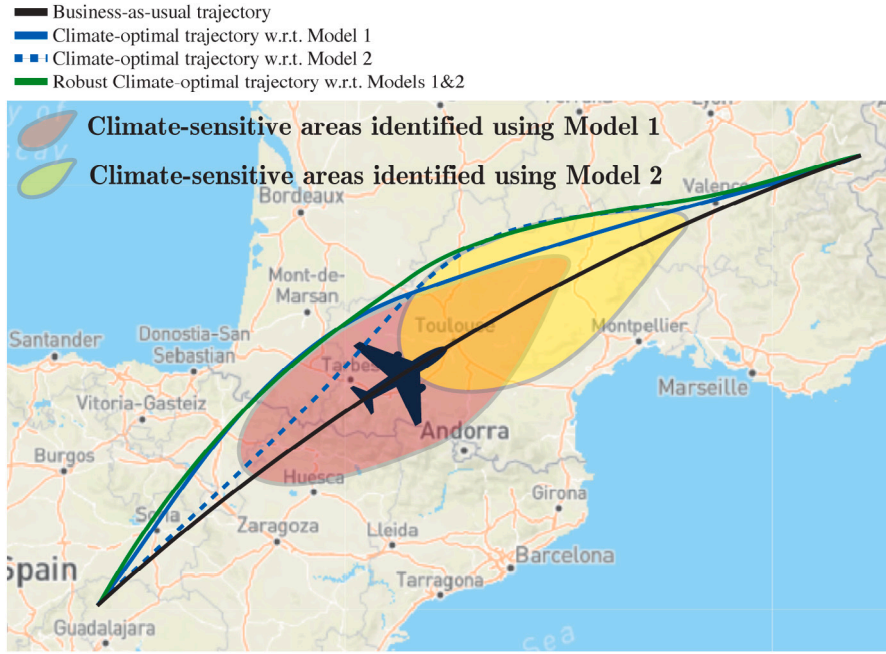 Business-as-usual trajectory
Climate-optimal trajectory w.r.t. Model 1
Climate-optimal trajectory w.r.t. Model 2
Robust Climate-optimal trajectory w.r.t. Models 1&2
Climate-sensitive areas identified using Model 1
Climate-sensitive areas identified using Model 2
Lyon
Valence
Bordeaux
Mont-de-
Marsan
Toulouse
Montpellier
Santander
Donostia-San
Sebastian
Tarbes
Marseille
Vitoria-Gasteiz
Andorra
Burgos
Huesca
Girona
Soria
Zaragoza
Lleida
Barcelona
Spain
Tarragona
Guadalajara
Sea